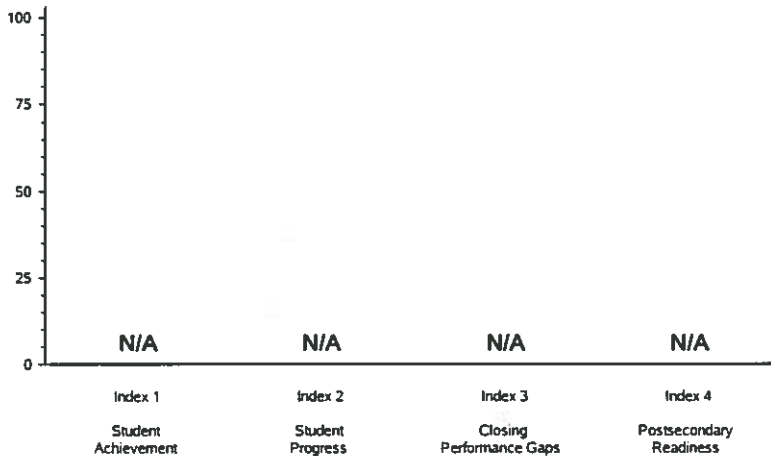 100
75
50
25
0
N/A N/A N/A N/A
Index 1 Index 2 Index 3 Index 4
Student Achievement
Student Progress
Closing Performance Gaps
Postsecondary Readiness